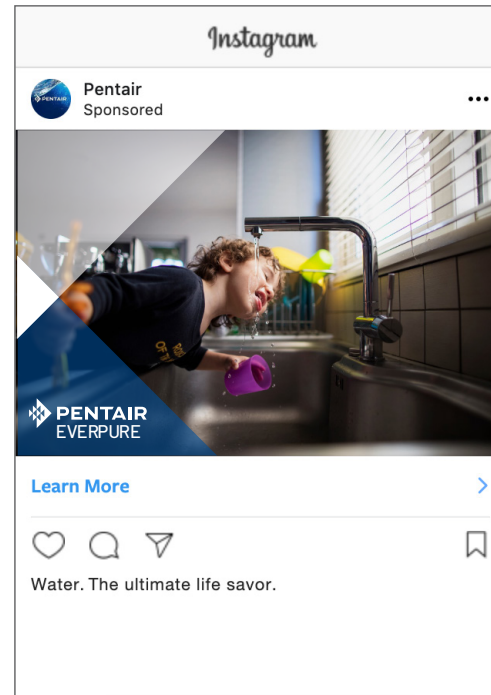 Instagram
PENTAIR
Pentair
Sponsored
PENTAIR
EVERPURE
Learn More
Water. The ultimate life savor.